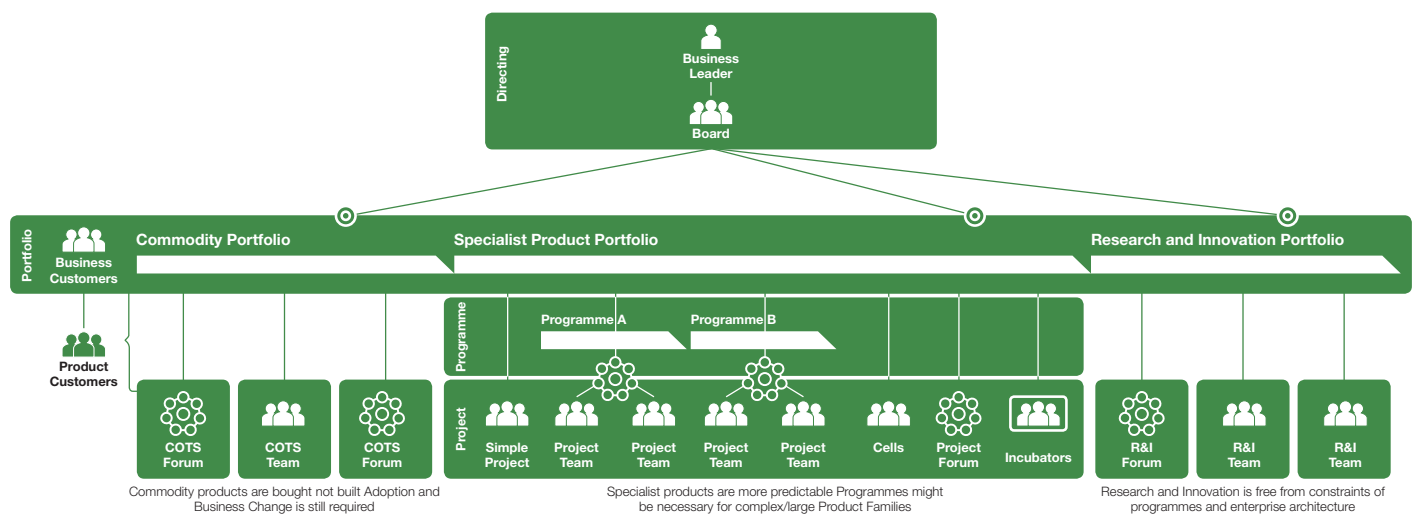 Directing
Business
Leader
Board
Portfolio
Business
Customers
Commodity Portfolio
Specialist Product Portfolio
Research and Innovation Portfolio
Product
Customers
Programme
Programme A
Programme B
COTS
Forum
COTS
Team
COTS
Forum
Project
Simple
Project
Project
Team
Project
Team
Project
Team
Project
Team
Cells
Project
Forum
Incubators
R&I
Forum
R&I
Team
R&I
Team
Commodity products are bought not built Adoption and
Business Change is still required
Specialist products are more predictable Programmes might
be necessary for complex/large Product Families
Research and Innovation is free from constraints of
programmes and enterprise architecture